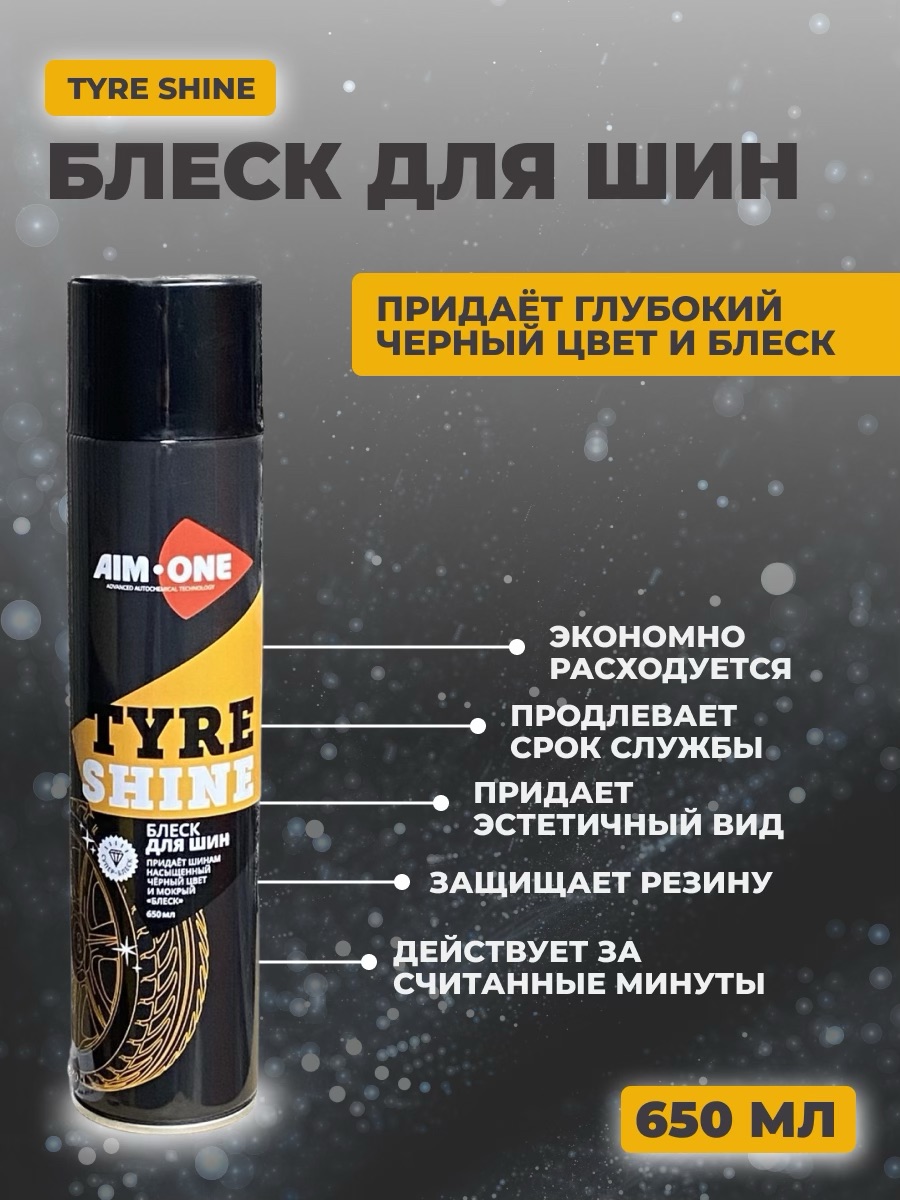 TYRE SHINE
БЛЕСК ДЛЯ ШИН
ПРИДАЁТ ГЛУБОКИЙ
ЧЕРНЫЙ ЦВЕТ И БЛЕСК
AIM·ONE
ADVANCED AUTOCHEMICAL TECHNOLOGY
TYRE
SHINE
БЛЕСК
ДЛЯ ШИН
ПРИДАЁТ ШИНАМ
НАСЫЩЕННЫЙ
ЧЁРНЫЙ ЦВЕТ
И МОКРЫЙ
«БЛЕСК»
650 МЛ
ЭКОНОМНО
РАСХОДУЕТСЯ
ПРОДЛЕВАЕТ
СРОК СЛУЖБЫ
ПРИДАЕТ
ЭСТЕТИЧНЫЙ ВИД
ЗАЩИЩАЕТ РЕЗИНУ
ДЕЙСТВУЕТ ЗА
СЧИТАННЫЕ МИНУТЫ
650 МЛ